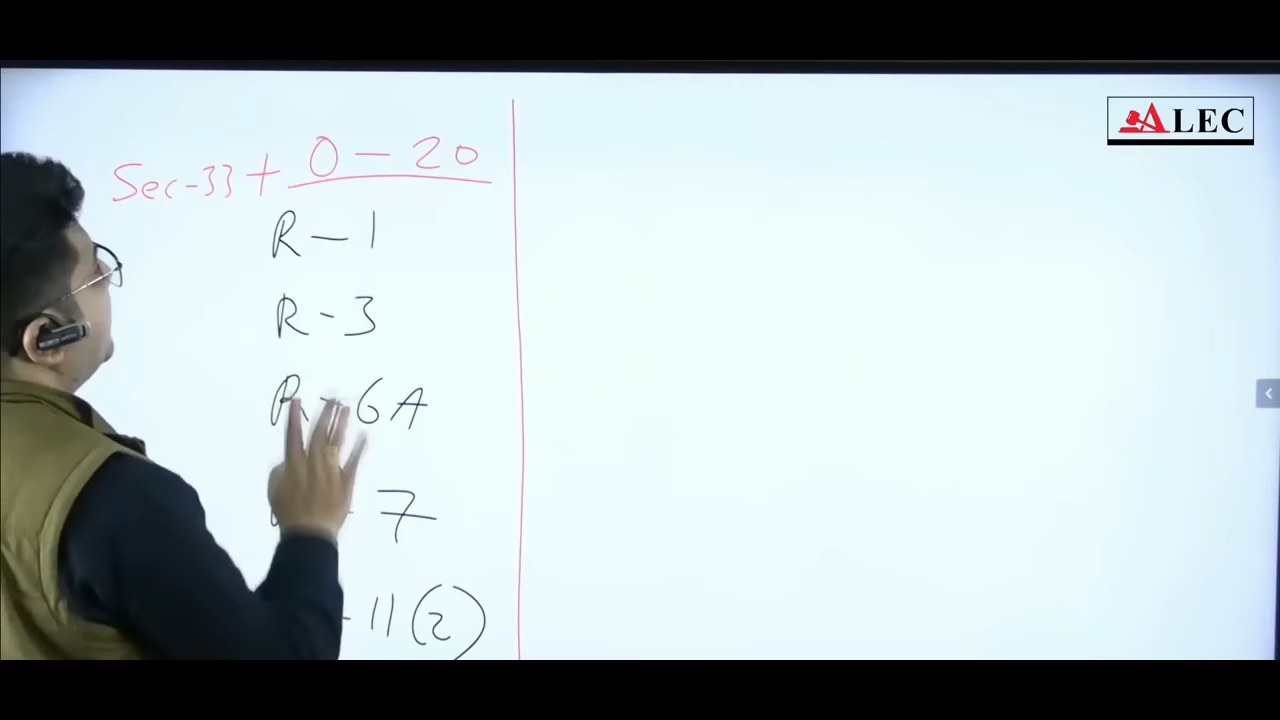 ALEC
Sec-33 + O - 20
R - 1
R - 3
R - 6A
- 7
- 11(2)